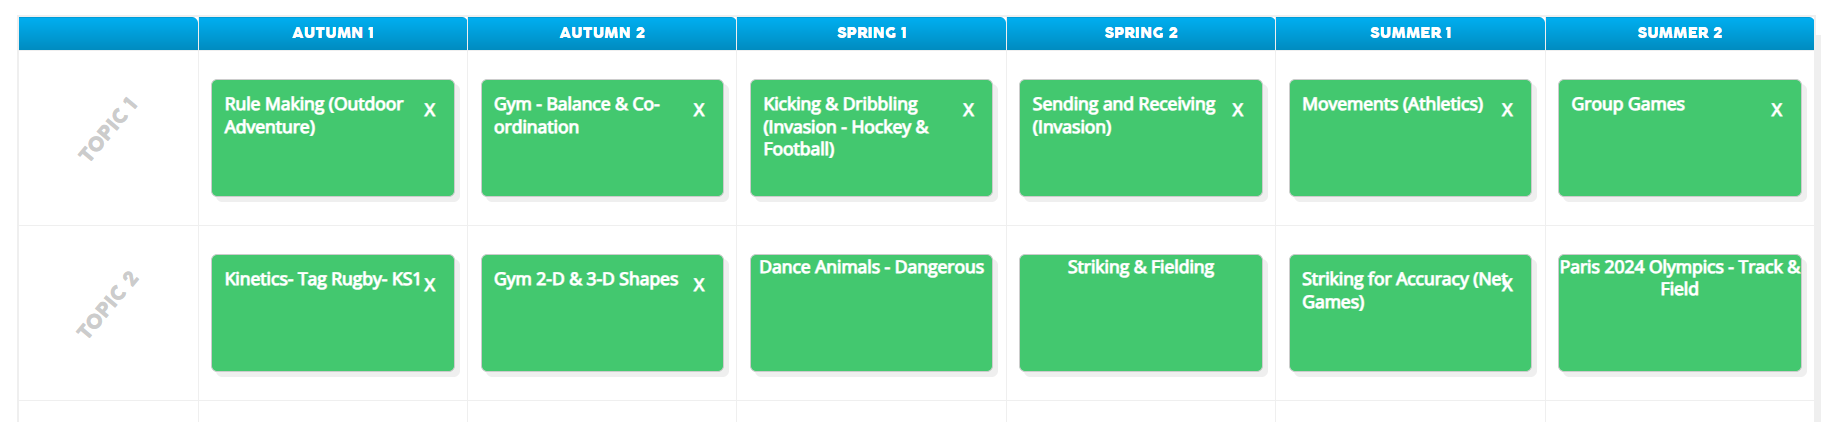 AUTUMN 1 AUTUMN 2 SPRING 1 SPRING 2 SUMMER 1 SUMMER 2
TOPIC 1
Rule Making (Outdoor
Adventure)
X
Gym - Balance & Co-
ordination
X
Kicking & Dribbling
(Invasion - Hockey &
Football)
X
Sending and Receiving
(Invasion)
X
Movements (Athletics)
X
Group Games
X
TOPIC 2
Kinetics- Tag Rugby- KS1
X
Gym 2-D & 3-D Shapes
X
Dance Animals - Dangerous
Striking & Fielding
Striking for Accuracy (Net
Games)
X
Paris 2024 Olympics - Track &
Field